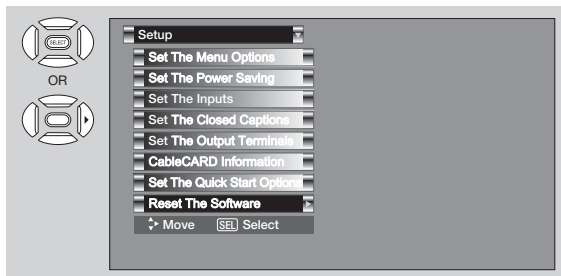 SELECT
OR
Setup
Set The Menu Options
Set The Power Saving
Set The Inputs
Set The Closed Captions
Set The Output Terminals
CableCARD Information
Set The Quick Start Options
Reset The Software
Move SEL Select